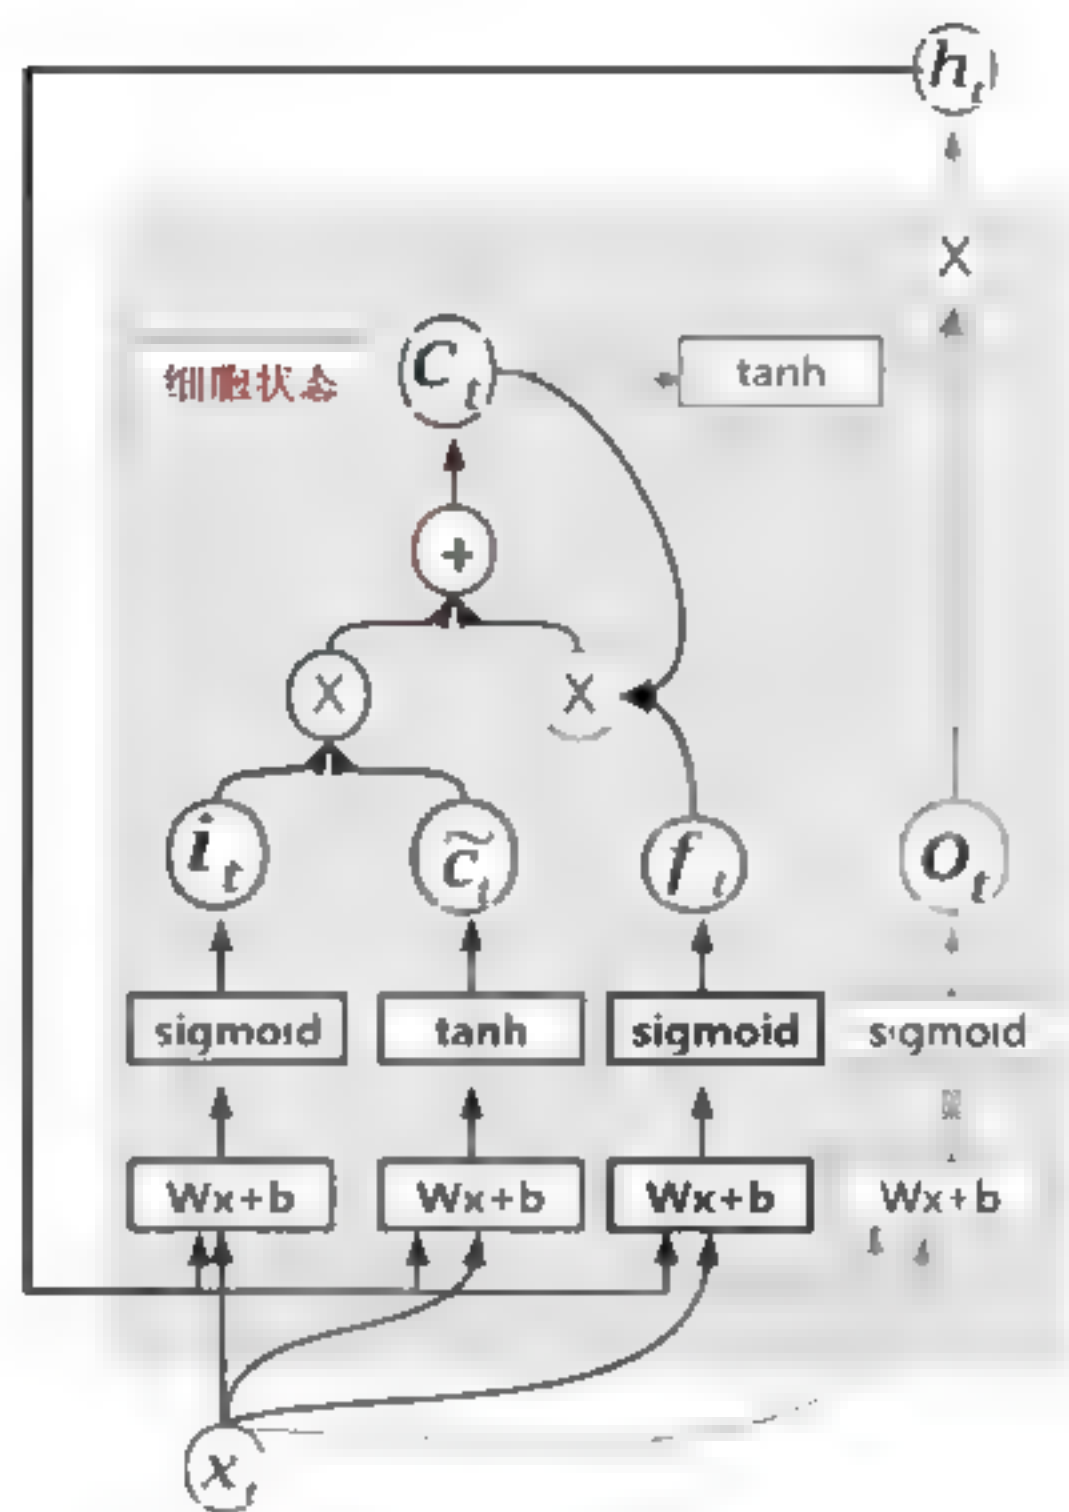 h_t
X
细胞状态 C_t tanh
+
X X
i_t c̃_t f_t o_t
sigmoid tanh sigmoid sigmoid
Wx+b Wx+b Wx+b Wx+b
x_t